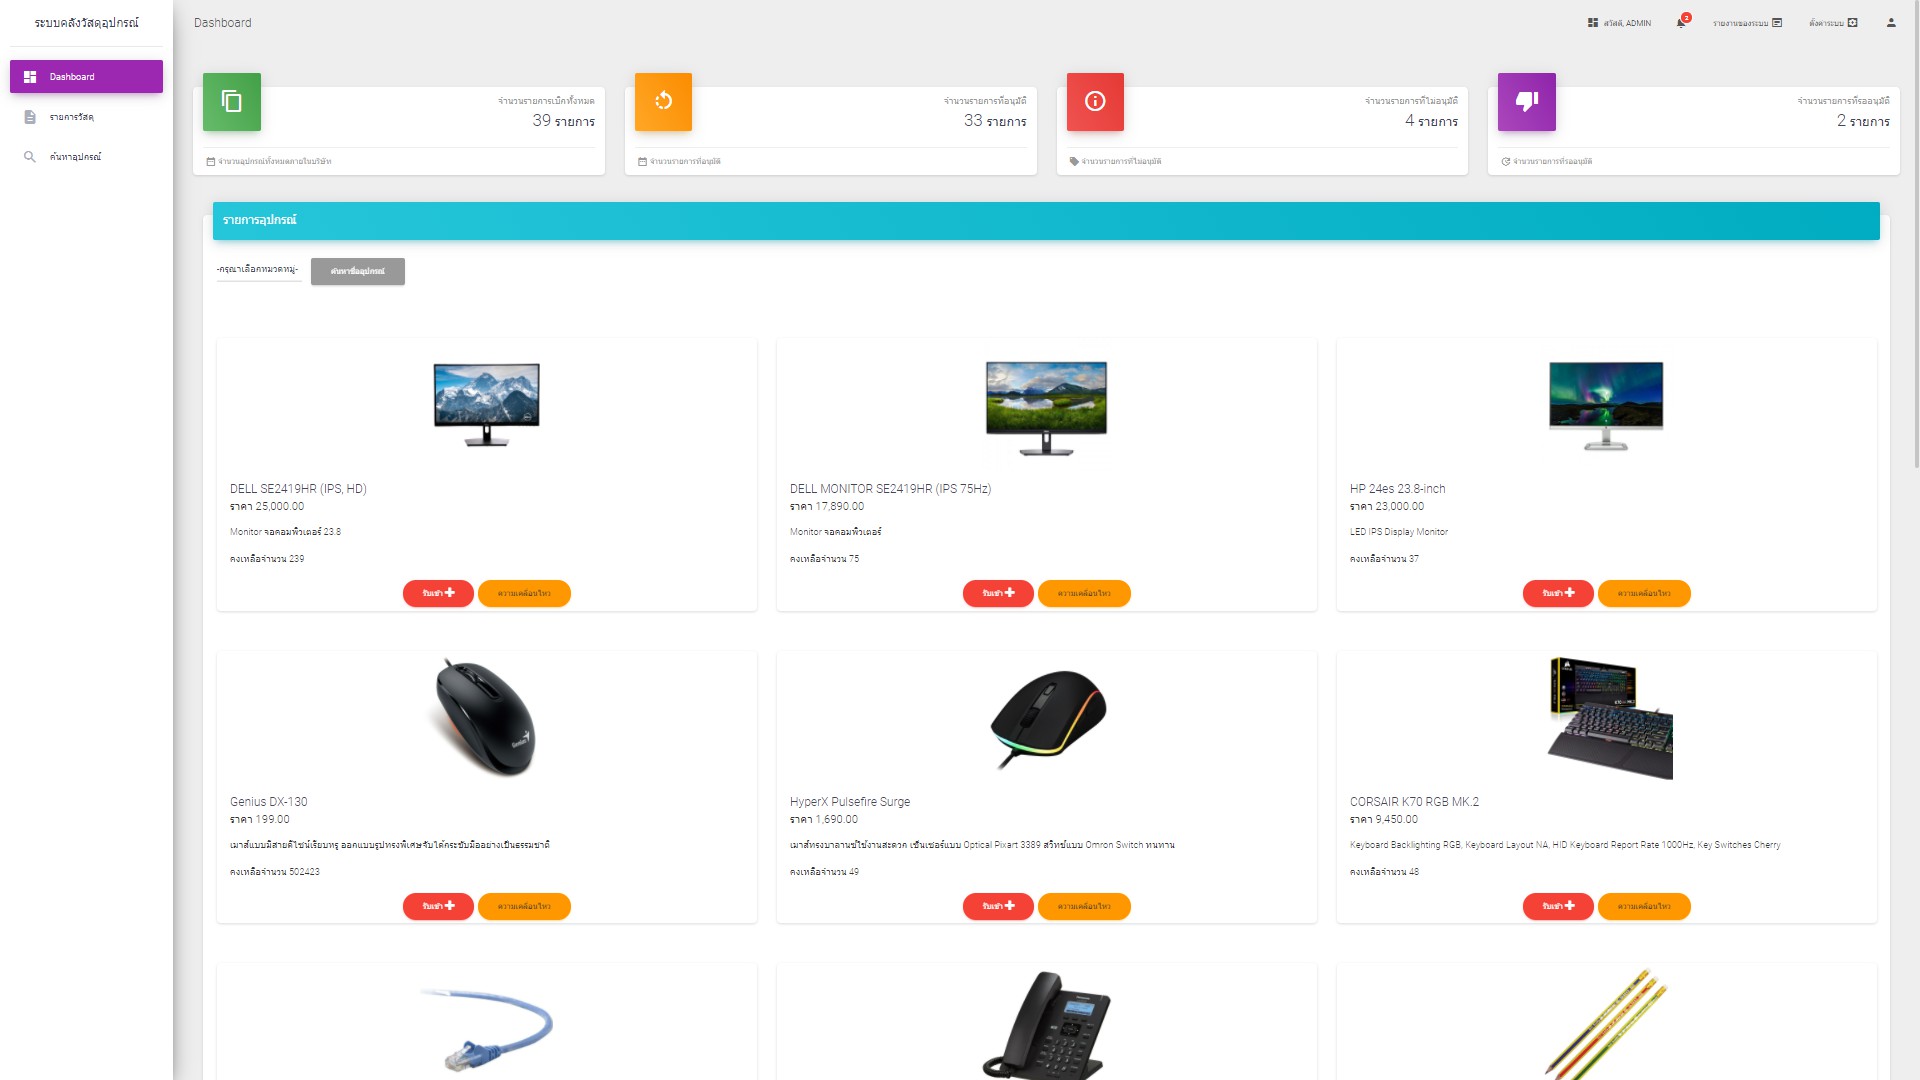 ระบบคลังวัสดุอุปกรณ์
Dashboard
รายการวัสดุ
ค้นหาอุปกรณ์
Dashboard
สวัสดี, ADMIN
2
รายงานของระบบ
ตั้งค่าระบบ
จำนวนรายการเบิกทั้งหมด
39 รายการ
จำนวนอุปกรณ์ทั้งหมดภายในบริษัท
จำนวนรายการที่อนุมัติ
33 รายการ
จำนวนรายการที่อนุมัติ
จำนวนรายการที่ไม่อนุมัติ
4 รายการ
จำนวนรายการที่ไม่อนุมัติ
จำนวนรายการที่รออนุมัติ
2 รายการ
จำนวนรายการที่รออนุมัติ
รายการอุปกรณ์
-กรุณาเลือกหมวดหมู่-
ค้นหาชื่ออุปกรณ์
DELL SE2419HR (IPS, HD)
ราคา 25,000.00
Monitor จอคอมพิวเตอร์ 23.8
คงเหลือจำนวน 239
รับเข้า
ความเคลื่อนไหว
DELL MONITOR SE2419HR (IPS 75Hz)
ราคา 17,890.00
Monitor จอคอมพิวเตอร์
คงเหลือจำนวน 75
รับเข้า
ความเคลื่อนไหว
HP 24es 23.8-inch
ราคา 23,000.00
LED IPS Display Monitor
คงเหลือจำนวน 37
รับเข้า
ความเคลื่อนไหว
Genius DX-130
ราคา 199.00
เมาส์แบบมีสายดีไซน์เรียบหรู ออกแบบรูปทรงพิเศษจับได้กระชับมืออย่างเป็นธรรมชาติ
คงเหลือจำนวน 502423
รับเข้า
ความเคลื่อนไหว
HyperX Pulsefire Surge
ราคา 1,690.00
เมาส์ทรงบาลานซ์ใช้งานสะดวก เซ็นเซอร์แบบ Optical Pixart 3389 สวิทช์แบบ Omron Switch ทนทาน
คงเหลือจำนวน 49
รับเข้า
ความเคลื่อนไหว
CORSAIR K70 RGB MK.2
ราคา 9,450.00
Keyboard Backlighting RGB, Keyboard Layout NA, HID Keyboard Report Rate 1000Hz, Key Switches Cherry
คงเหลือจำนวน 48
รับเข้า
ความเคลื่อนไหว